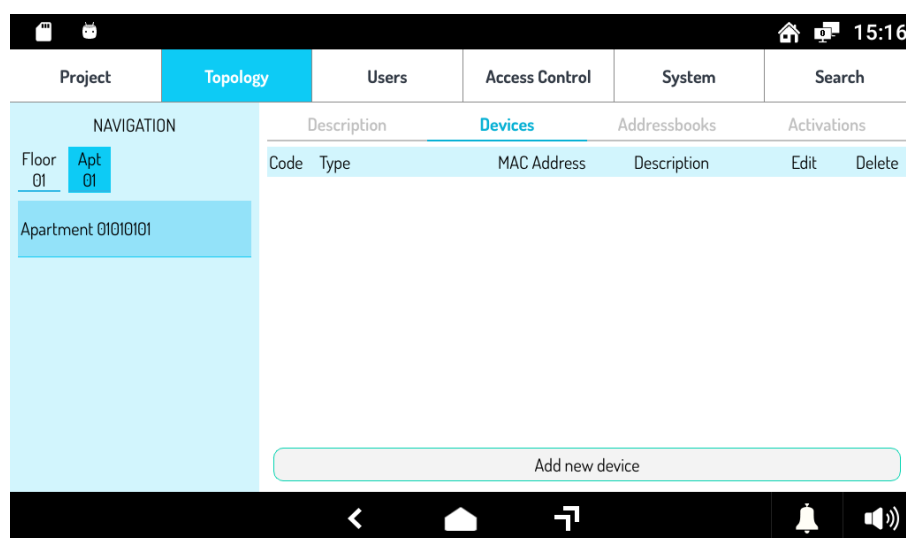 15:16
Project Topology Users Access Control System Search
NAVIGATION
Description Devices Addressbooks Activations
Floor 01
Apt 01
Code Type MAC Address Description Edit Delete
Apartment 01010101
Add new device